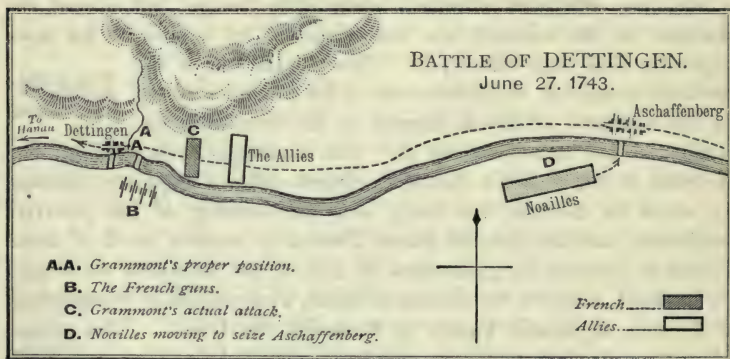 BATTLE OF DETTINGEN.
June 27. 1743.
To
Hanau
Dettingen
A
A
C
The Allies
B
Aschaffenberg
D
Noailles
A.A. Grammont's proper position.
B. The French guns.
C. Grammont's actual attack.
D. Noailles moving to seize Aschaffenberg.
French
Allies